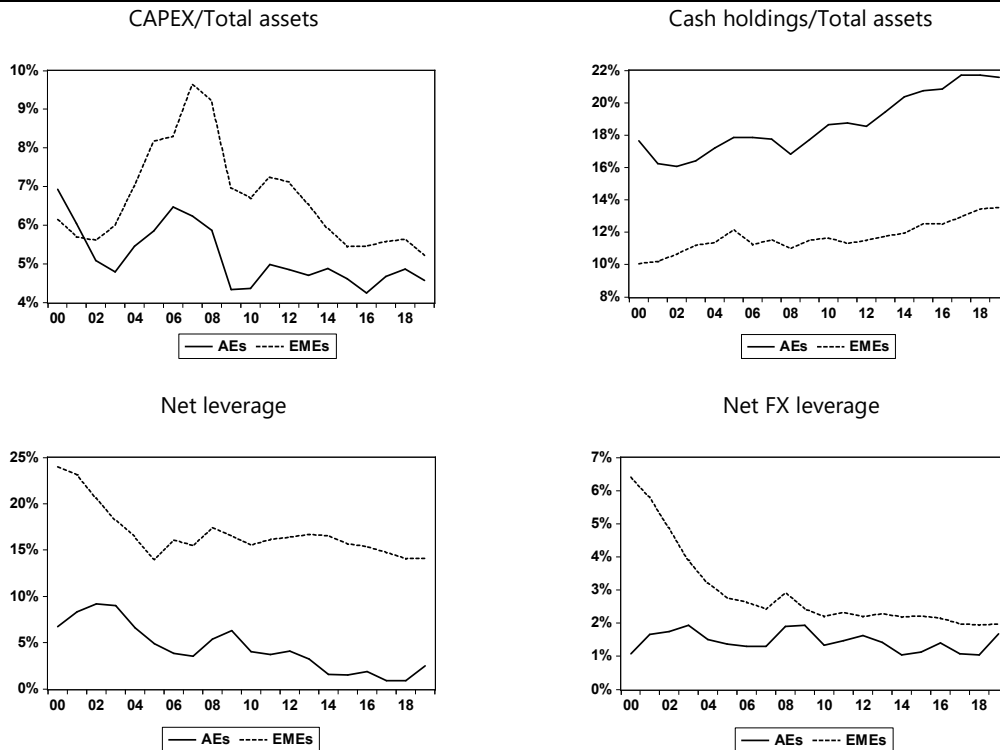 CAPEX/Total assets
10%
9%
8%
7%
6%
5%
4%
00 02 04 06 08 10 12 14 16 18
AEs EMEs
Cash holdings/Total assets
22%
20%
18%
16%
14%
12%
10%
8%
00 02 04 06 08 10 12 14 16 18
AEs EMEs
Net leverage
25%
20%
15%
10%
5%
0%
00 02 04 06 08 10 12 14 16 18
AEs EMEs
Net FX leverage
7%
6%
5%
4%
3%
2%
1%
0%
00 02 04 06 08 10 12 14 16 18
AEs EMEs